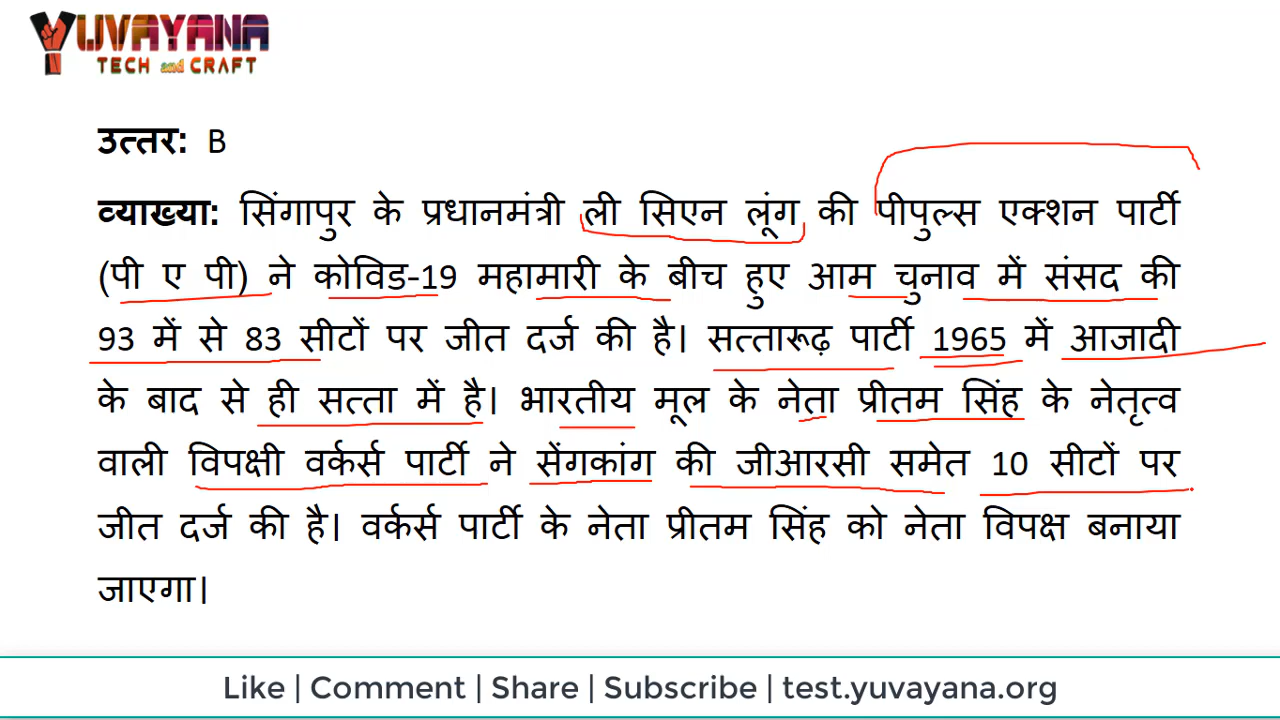 YUVAYANA
TECH and CRAFT
उत्तर: B
व्याख्या: सिंगापुर के प्रधानमंत्री ली सिएन लूंग की पीपुल्स एक्शन पार्टी
(पी ए पी) ने कोविड-19 महामारी के बीच हुए आम चुनाव में संसद की
93 में से 83 सीटों पर जीत दर्ज की है। सत्तारूढ़ पार्टी 1965 में आजादी
के बाद से ही सत्ता में है। भारतीय मूल के नेता प्रीतम सिंह के नेतृत्व
वाली विपक्षी वर्कर्स पार्टी ने सेंगकांग की जीआरसी समेत 10 सीटों पर
जीत दर्ज की है। वर्कर्स पार्टी के नेता प्रीतम सिंह को नेता विपक्ष बनाया
जाएगा।
Like | Comment | Share | Subscribe | test.yuvayana.org